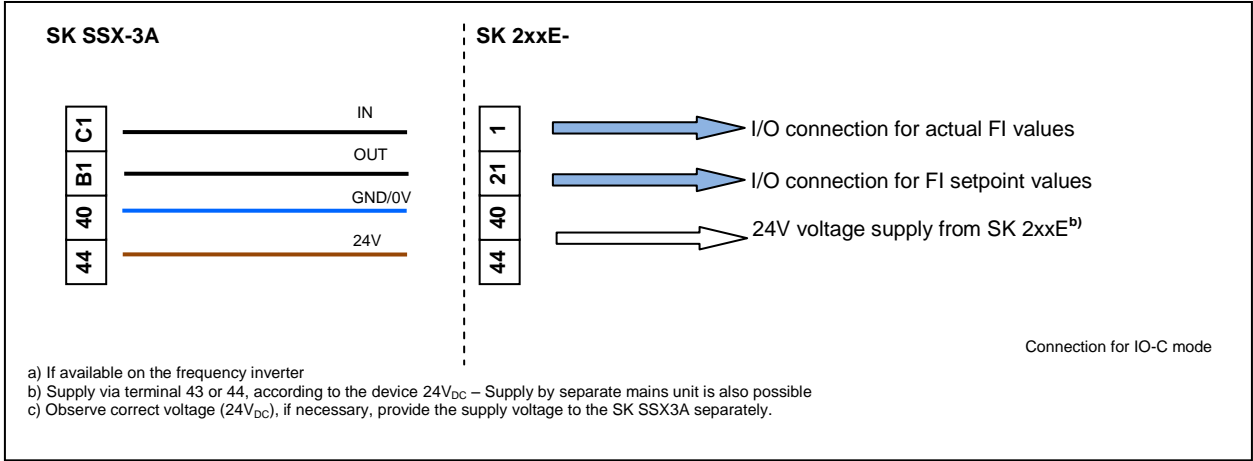 SK SSX-3A
SK 2xxE-
C1
IN
1
I/O connection for actual FI values
B1
OUT
21
I/O connection for FI setpoint values
40
GND/0V
40
24V voltage supply from SK 2xxE b)
44
24V
44
Connection for IO-C mode
a) If available on the frequency inverter
b) Supply via terminal 43 or 44, according to the device 24VDC – Supply by separate mains unit is also possible
c) Observe correct voltage (24VDC), if necessary, provide the supply voltage to the SK SSX3A separately.